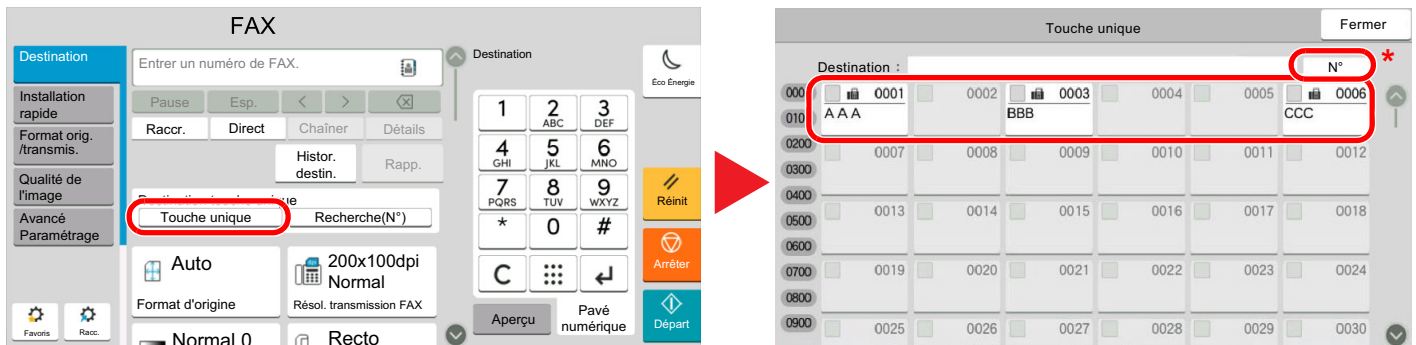 FAX
Destination
Installation
rapide
Format orig.
/transmis.
Qualité de
l'image
Avancé
Paramétrage
Favoris
Racc.
Entrer un numéro de FAX.
Pause
Esp.
Raccr.
Direct
Chaîner
Détails
Histor.
destin.
Rapp.
Destination touche unique
Touche unique
Recherche(N°)
Auto
Format d'origine
200x100dpi
Normal
Résol. transmission FAX
Normal 0
Recto
Destination
1
2
ABC
3
DEF
4
GHI
5
JKL
6
MNO
7
PQRS
8
TUV
9
WXYZ
*
0
#
C
Aperçu
Pavé
numérique
Éco Énergie
Réinit
Arrêter
Départ
Touche unique
Fermer
Destination :
N°
*
0001
0002
0003
0004
0005
0006
AAA
BBB
CCC
0100
0200
0007
0008
0009
0010
0011
0012
0300
0400
0013
0014
0015
0016
0017
0018
0500
0600
0700
0019
0020
0021
0022
0023
0024
0800
0900
0025
0026
0027
0028
0029
0030